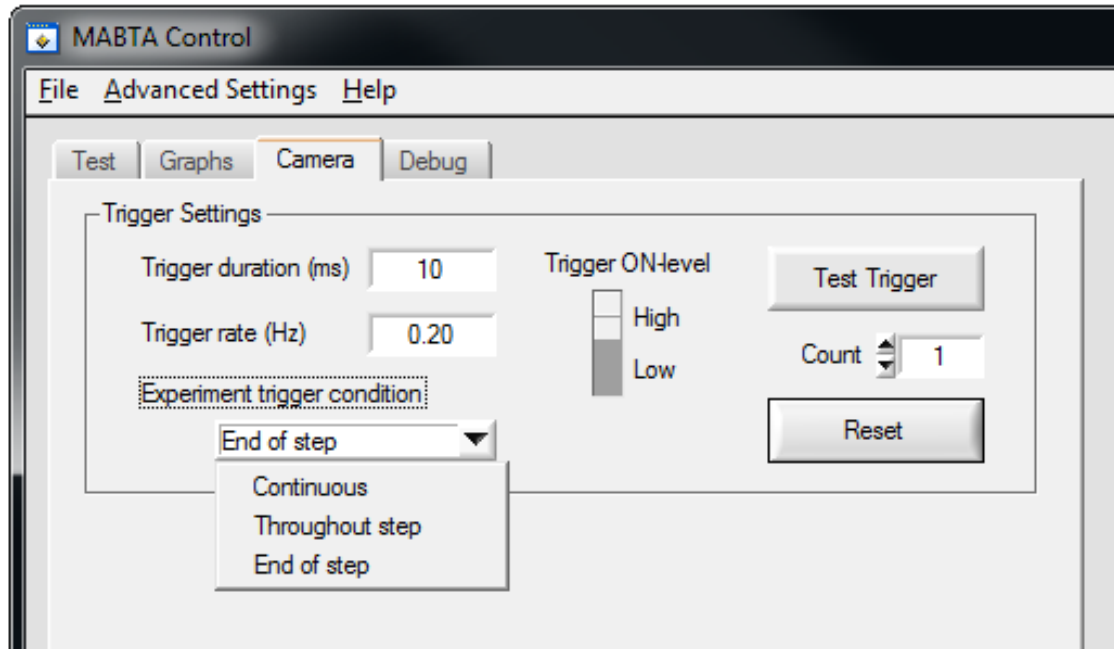 MABTA Control
File Advanced Settings Help
Test Graphs Camera Debug
Trigger Settings
Trigger duration (ms) 10
Trigger rate (Hz) 0.20
Experiment trigger condition
End of step
Continuous
Throughout step
End of step
Trigger ON-level
High
Low
Test Trigger
Count 1
Reset